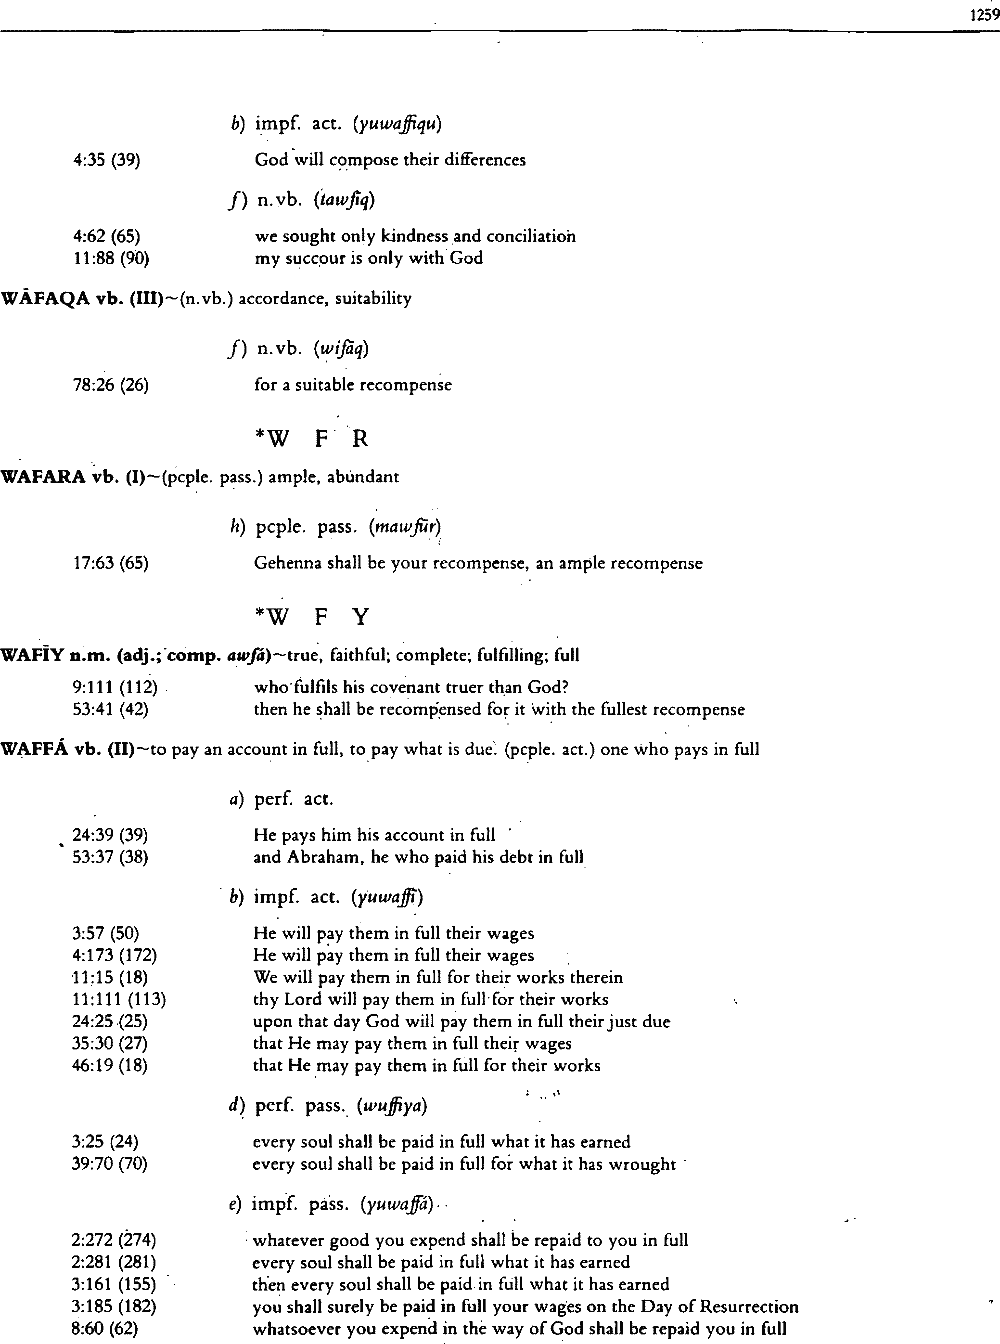 1259
b) impf. act. (yuwaffiqu)
4:35 (39) God will compose their differences
f) n.vb. (tawfīq)
4:62 (65) we sought only kindness and conciliation
11:88 (90) my succour is only with God
WĀFAQA vb. (III)~(n.vb.) accordance, suitability
f) n.vb. (wifāq)
78:26 (26) for a suitable recompense
*W F R
WAFARA vb. (I)~(pcple. pass.) ample, abundant
h) pcple. pass. (mawfūr)
17:63 (65) Gehenna shall be your recompense, an ample recompense
*W F Y
WAFĪY n.m. (adj.; comp. awfá)~true, faithful; complete; fulfilling; full
9:111 (112) who fulfils his covenant truer than God?
53:41 (42) then he shall be recompensed for it with the fullest recompense
WAFFÁ vb. (II)~to pay an account in full, to pay what is due. (pcple. act.) one who pays in full
a) perf. act.
24:39 (39) He pays him his account in full
53:37 (38) and Abraham, he who paid his debt in full
b) impf. act. (yuwaffī)
3:57 (50) He will pay them in full their wages
4:173 (172) He will pay them in full their wages
11:15 (18) We will pay them in full for their works therein
11:111 (113) thy Lord will pay them in full for their works
24:25 (25) upon that day God will pay them in full their just due
35:30 (27) that He may pay them in full their wages
46:19 (18) that He may pay them in full for their works
d) perf. pass. (wuffiya)
3:25 (24) every soul shall be paid in full what it has earned
39:70 (70) every soul shall be paid in full for what it has wrought
e) impf. pass. (yuwaffá)
2:272 (274) whatever good you expend shall be repaid to you in full
2:281 (281) every soul shall be paid in full what it has earned
3:161 (155) then every soul shall be paid in full what it has earned
3:185 (182) you shall surely be paid in full your wages on the Day of Resurrection
8:60 (62) whatsoever you expend in the way of God shall be repaid you in full